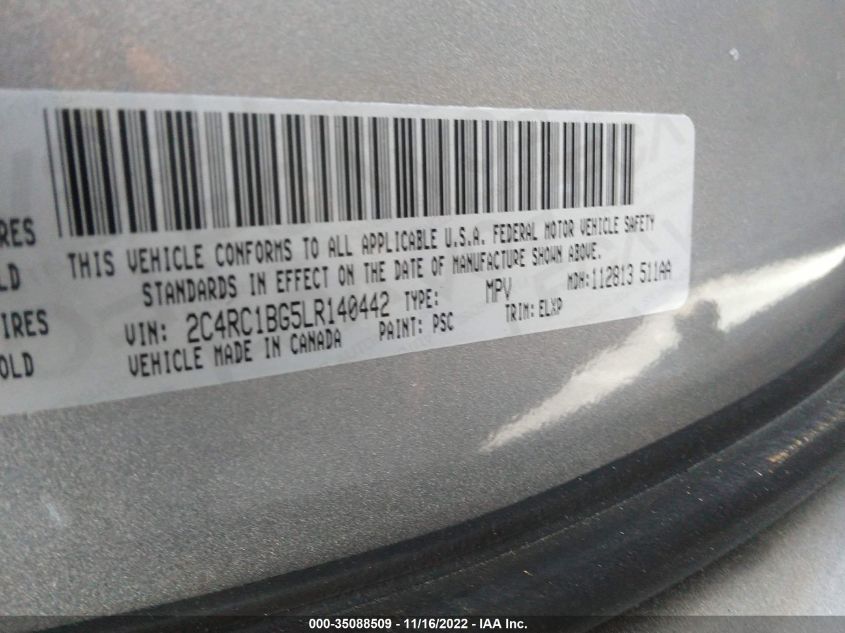 RES
OLD
IRES
OLD
THIS VEHICLE CONFORMS TO ALL APPLICABLE U.S.A. FEDERAL MOTOR VEHICLE SAFETY
STANDARDS IN EFFECT ON THE DATE OF MANUFACTURE SHOWN ABOVE.
VIN: 2C4RC1BG5LR140442 TYPE: MPV MDH:112813 511AA
VEHICLE MADE IN CANADA PAINT: PSC TRIM: ELXP
000-35088509 - 11/16/2022 - IAA Inc.